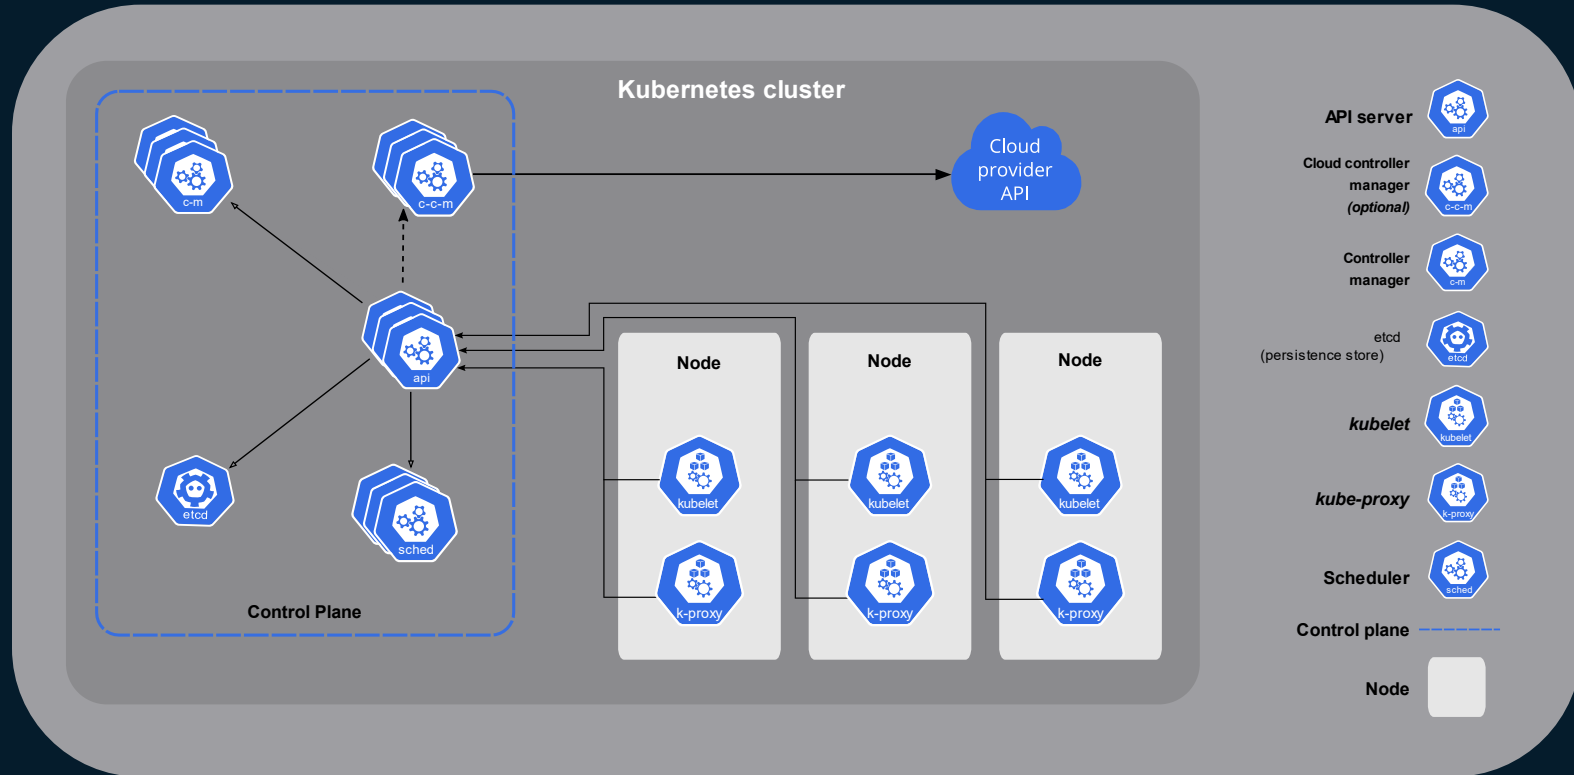 Kubernetes cluster
c-m
c-c-m
Cloud
provider
API
api
etcd
sched
Control Plane
Node
kubelet
k-proxy
Node
kubelet
k-proxy
Node
kubelet
k-proxy
API server
api
Cloud controller
manager
(optional)
c-c-m
Controller
manager
c-m
etcd
(persistence store)
etcd
kubelet
kubelet
kube-proxy
k-proxy
Scheduler
sched
Control plane
Node